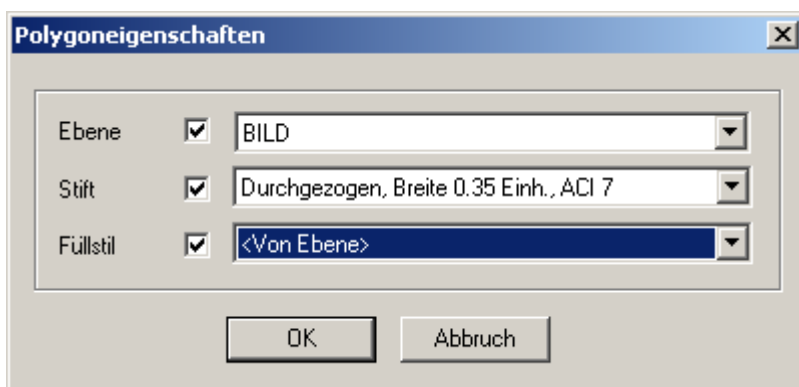 Polygoneigenschaften
Ebene BILD
Stift Durchgezogen, Breite 0.35 Einh., ACI 7
Füllstil <Von Ebene>
OK Abbruch